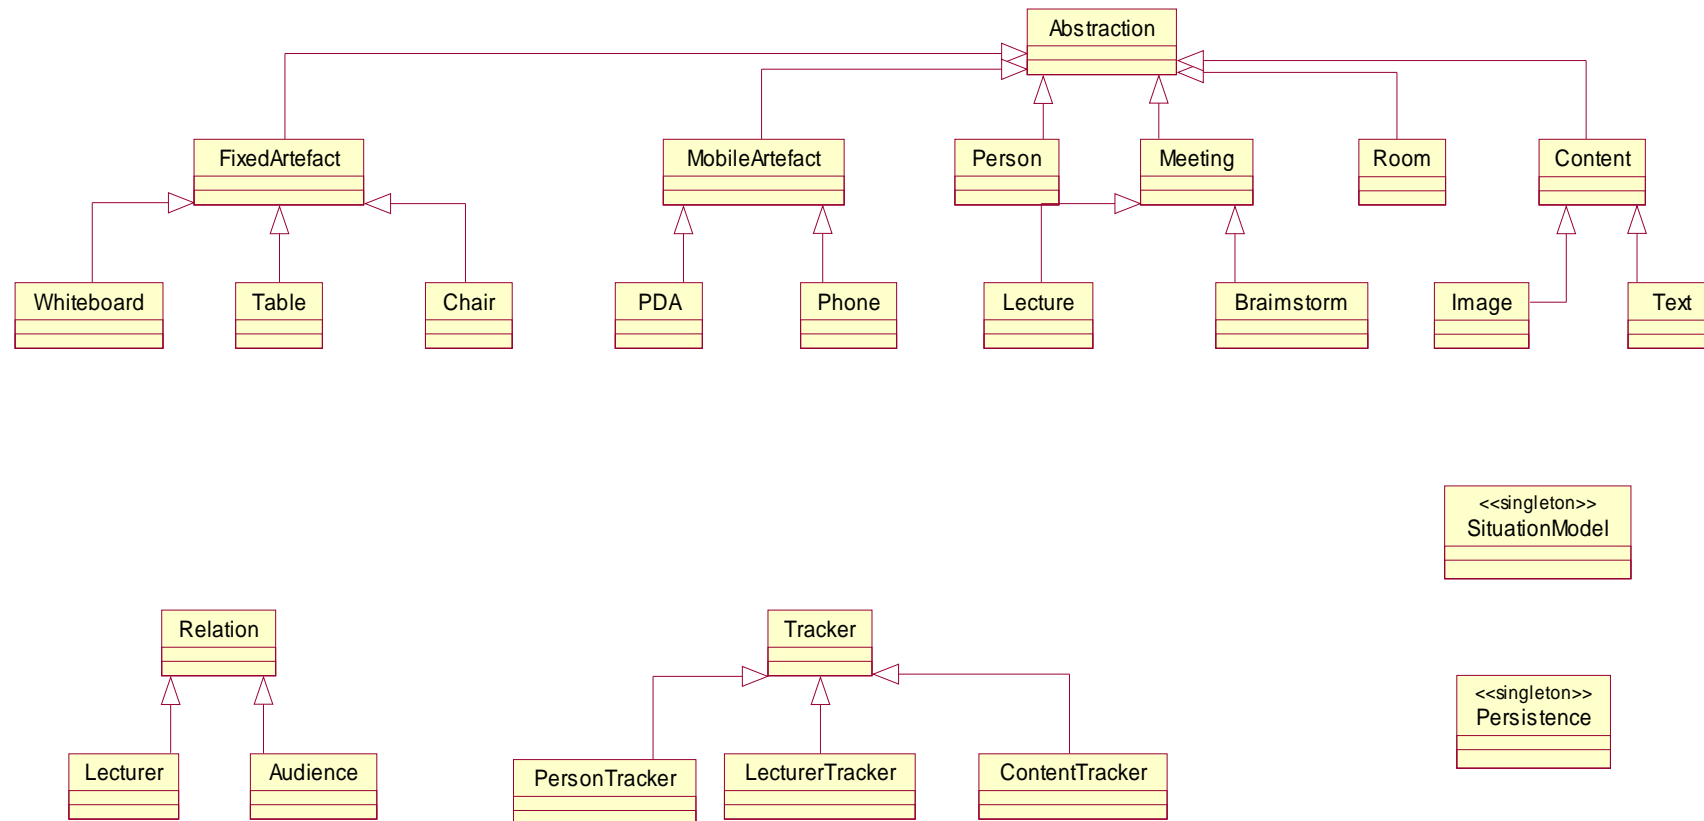 Abstraction
FixedArtefact
MobileArtefact
Person
Meeting
Room
Content
Whiteboard
Table
Chair
PDA
Phone
Lecture
Braimstorm
Image
Text
<<singleton>>
SituationModel
Relation
Tracker
<<singleton>>
Persistence
Lecturer
Audience
PersonTracker
LecturerTracker
ContentTracker